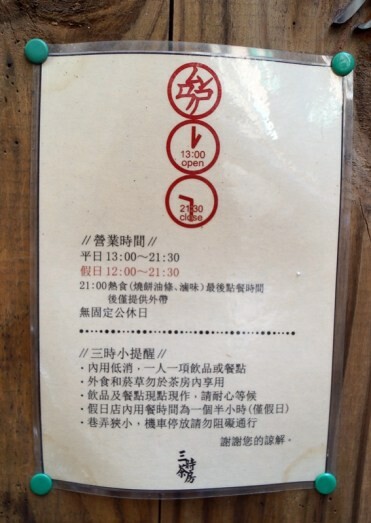 13:00
open
21:30
close
//營業時間//
平日13:00～21:30
假日12:00～21:30
21:00熱食(燒餅油條、滷味)最後點餐時間
後僅提供外帶
無固定公休日
//三時小提醒//
·內用低消，一人一項飲品或餐點
·外食和菸草勿於茶房內享用
·飲品及餐點現點現作，請耐心等候
·假日店內用餐時間為一個半小時(僅假日)
·巷弄狹小，機車停放請勿阻礙通行
謝謝您的諒解。
三時茶房